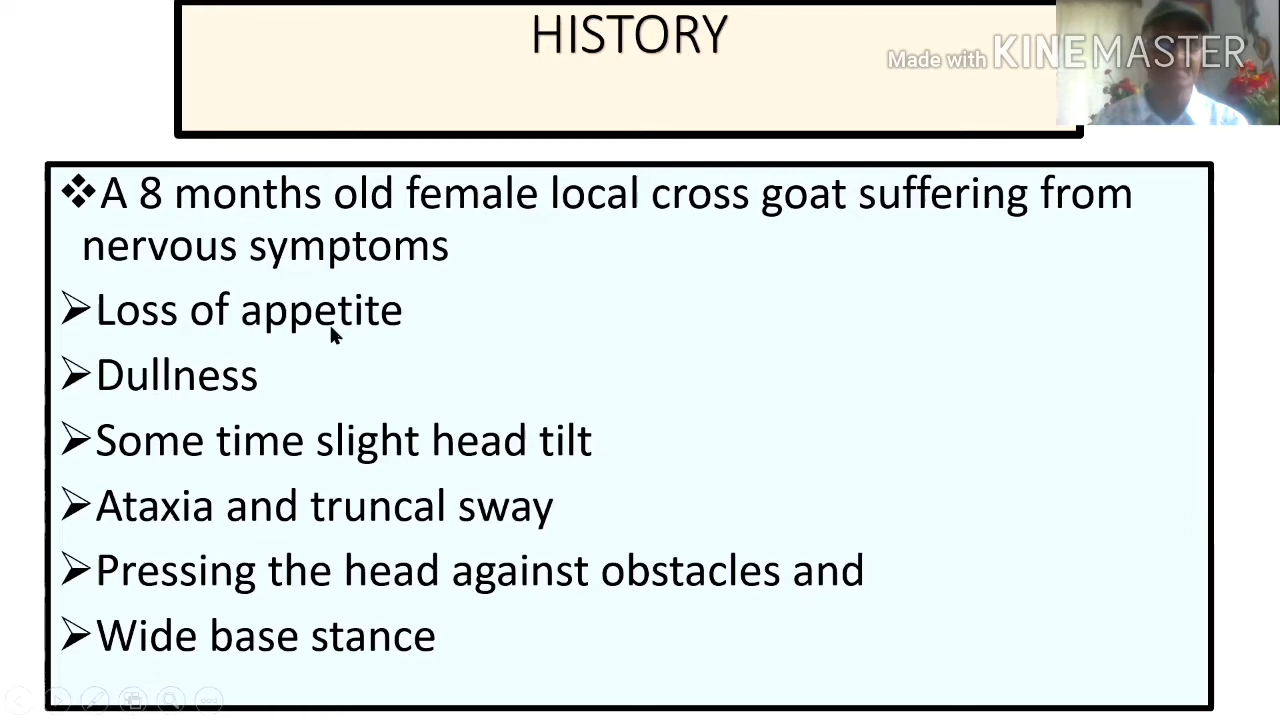 HISTORY
Made with KINEMASTER
❖A 8 months old female local cross goat suffering from
nervous symptoms
➢Loss of appetite
➢Dullness
➢Some time slight head tilt
➢Ataxia and truncal sway
➢Pressing the head against obstacles and
➢Wide base stance